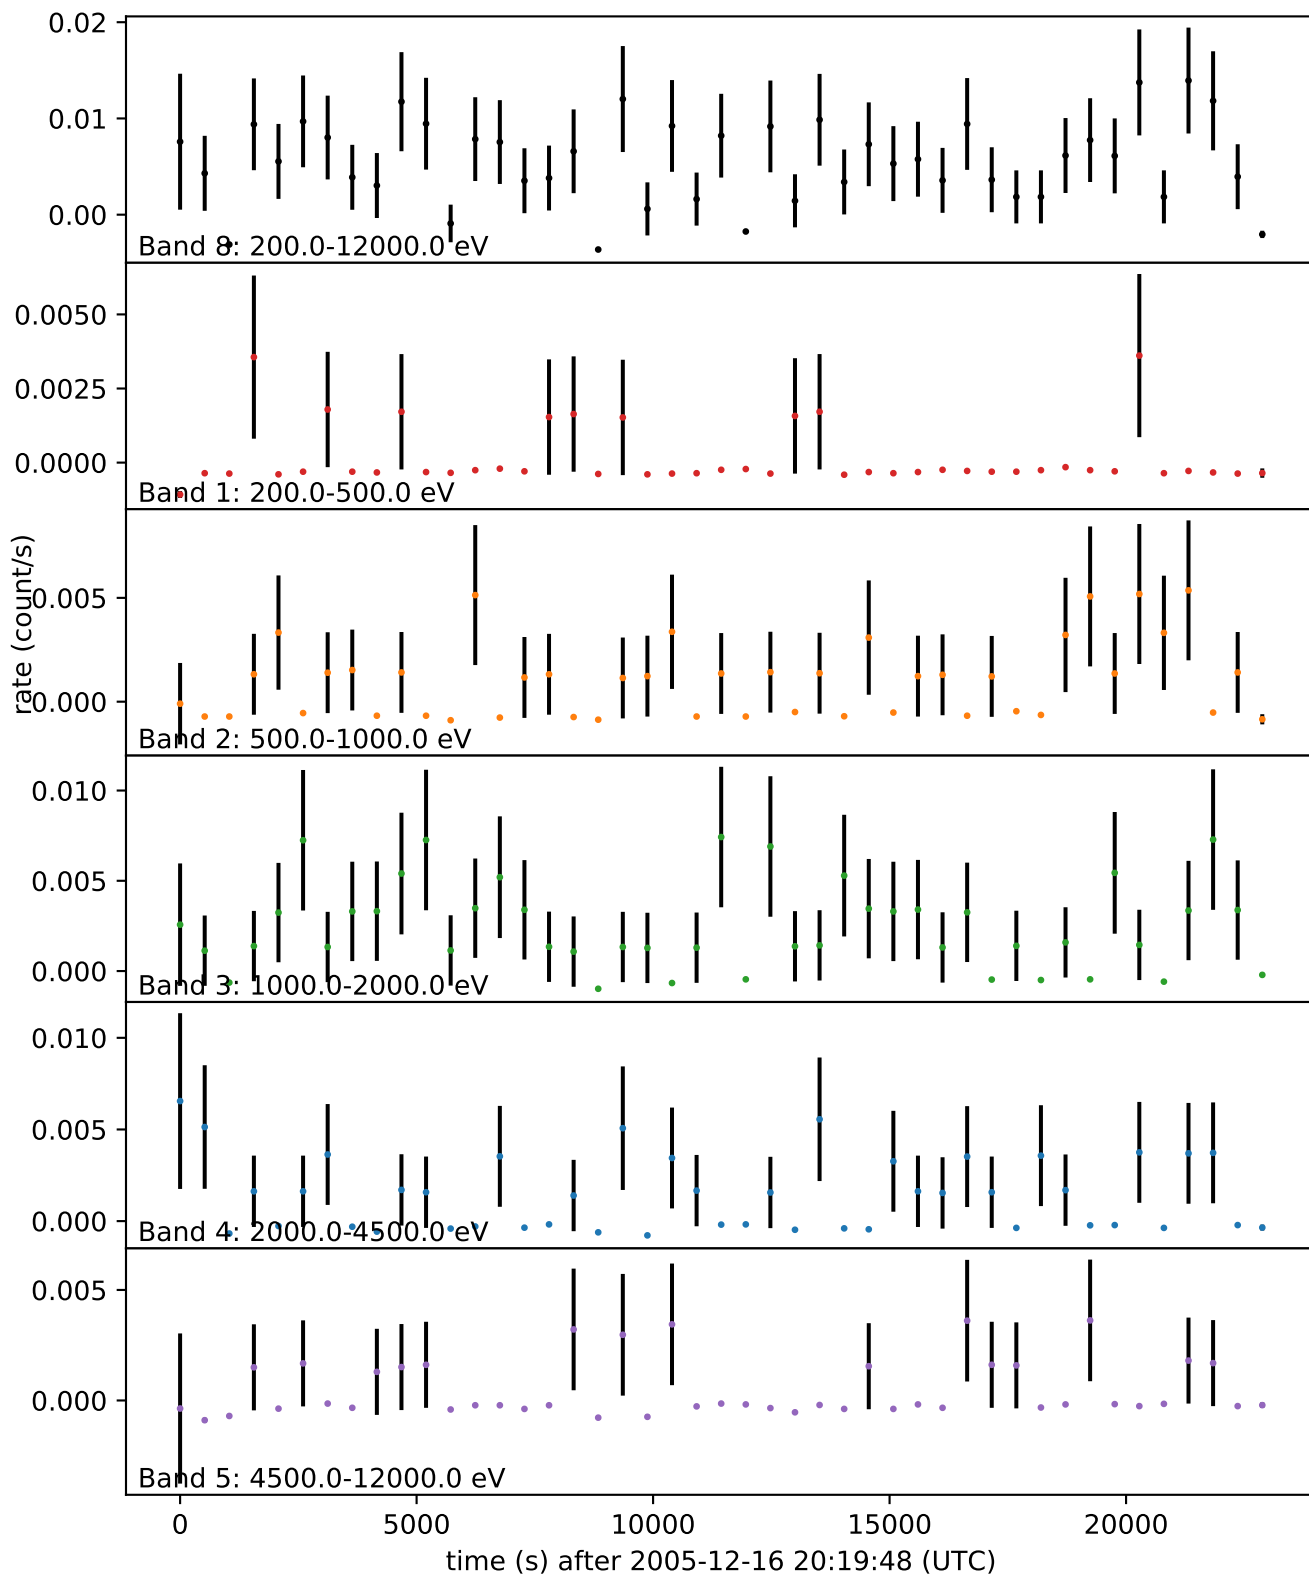 0.02
0.01
0.00
Band 8: 200.0-12000.0 eV
0.0050
0.0025
0.0000
Band 1: 200.0-500.0 eV
rate (count/s)
0.005
0.000
Band 2: 500.0-1000.0 eV
0.010
0.005
0.000
Band 3: 1000.0-2000.0 eV
0.010
0.005
0.000
Band 4: 2000.0-4500.0 eV
0.005
0.000
Band 5: 4500.0-12000.0 eV
0 5000 10000 15000 20000
time (s) after 2005-12-16 20:19:48 (UTC)